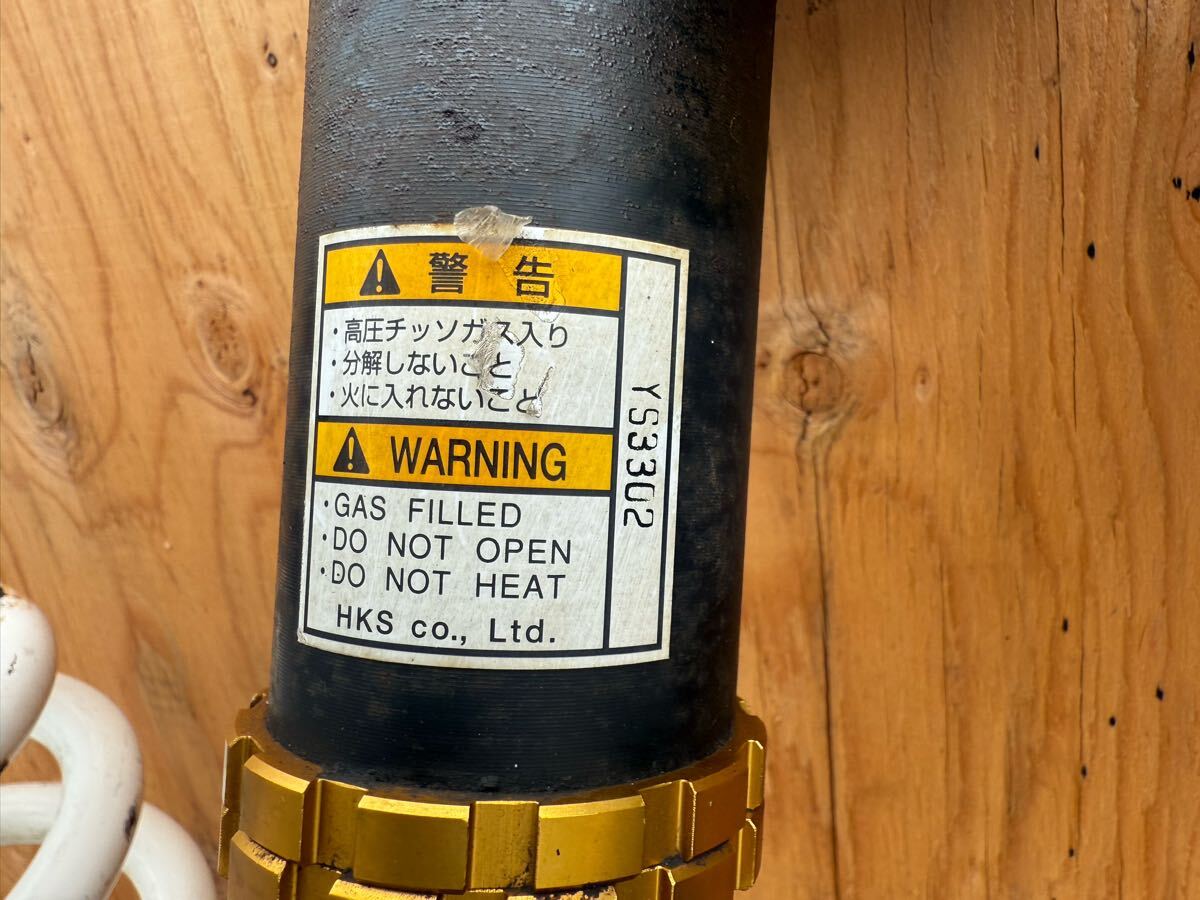 警告
・高圧チッソガス入り
・分解しないこと
・火に入れないこと
WARNING
・GAS FILLED
・DO NOT OPEN
・DO NOT HEAT
HKS co., Ltd.
YS3302